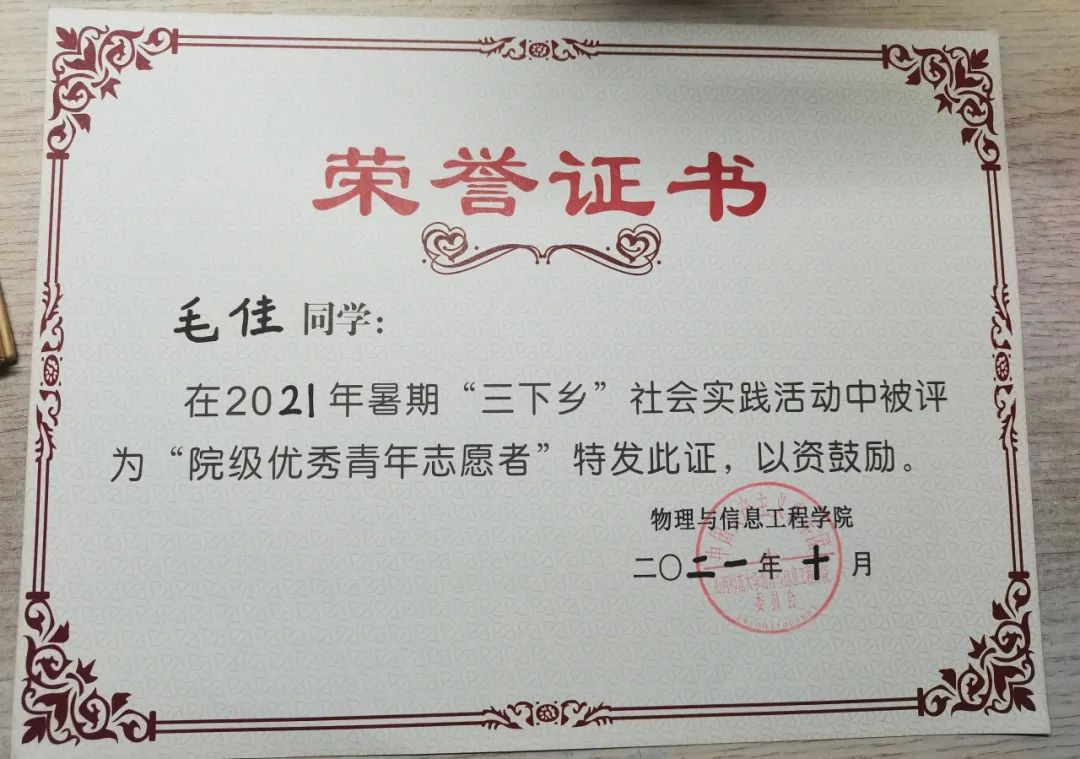 荣誉证书
毛佳同学：
在2021年暑期“三下乡”社会实践活动中被评
为“院级优秀青年志愿者”特发此证，以资鼓励。
物理与信息工程学院
二〇二一年十月
委员会